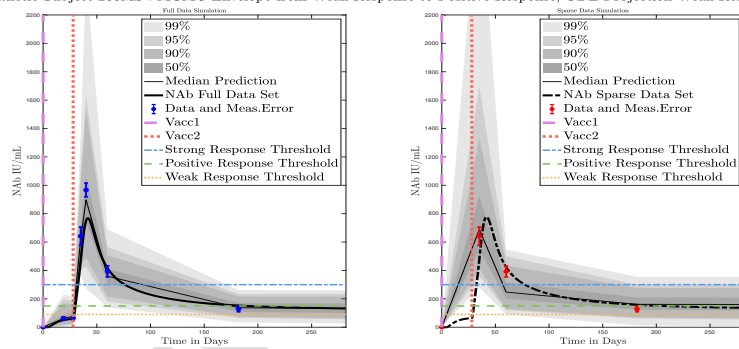 Full Data Simulation
2200
2000
1800
1600
1400
1200
1000
800
600
400
200
0
NAb IU/mL
99%
95%
90%
50%
Median Prediction
NAb Full Data Set
Data and Meas.Error
Vacc1
Vacc2
Strong Response Threshold
Positive Response Threshold
Weak Response Threshold
0 50 100 150 200 250
Time in Days
Sparse Data Simulation
2200
2000
1800
1600
1400
1200
1000
800
600
400
200
0
NAb IU/mL
99%
95%
90%
50%
Median Prediction
NAb Sparse Data Set
Data and Meas.Error
Vacc1
Vacc2
Strong Response Threshold
Positive Response Threshold
Weak Response Threshold
0 50 100 150 200 250
Time in Days